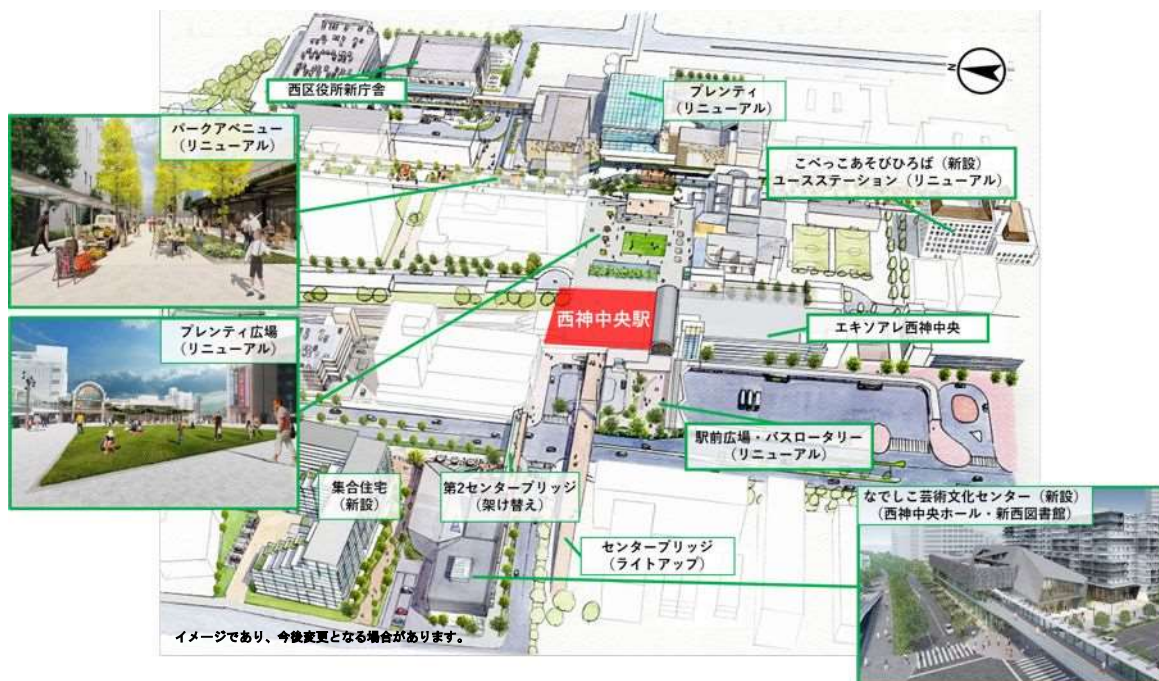 西区役所新庁舎
プレンティ
(リニューアル)
N
パークアベニュー
(リニューアル)
こべっこあそびひろば(新設)
ユースステーション(リニューアル)
プレンティ広場
(リニューアル)
西神中央駅
エキソアレ西神中央
駅前広場・バスロータリー
(リニューアル)
集合住宅
(新設)
第2センターブリッジ
(架け替え)
なでしこ芸術文化センター(新設)
(西神中央ホール・新西図書館)
センターブリッジ
(ライトアップ)
イメージであり、今後変更となる場合があります。